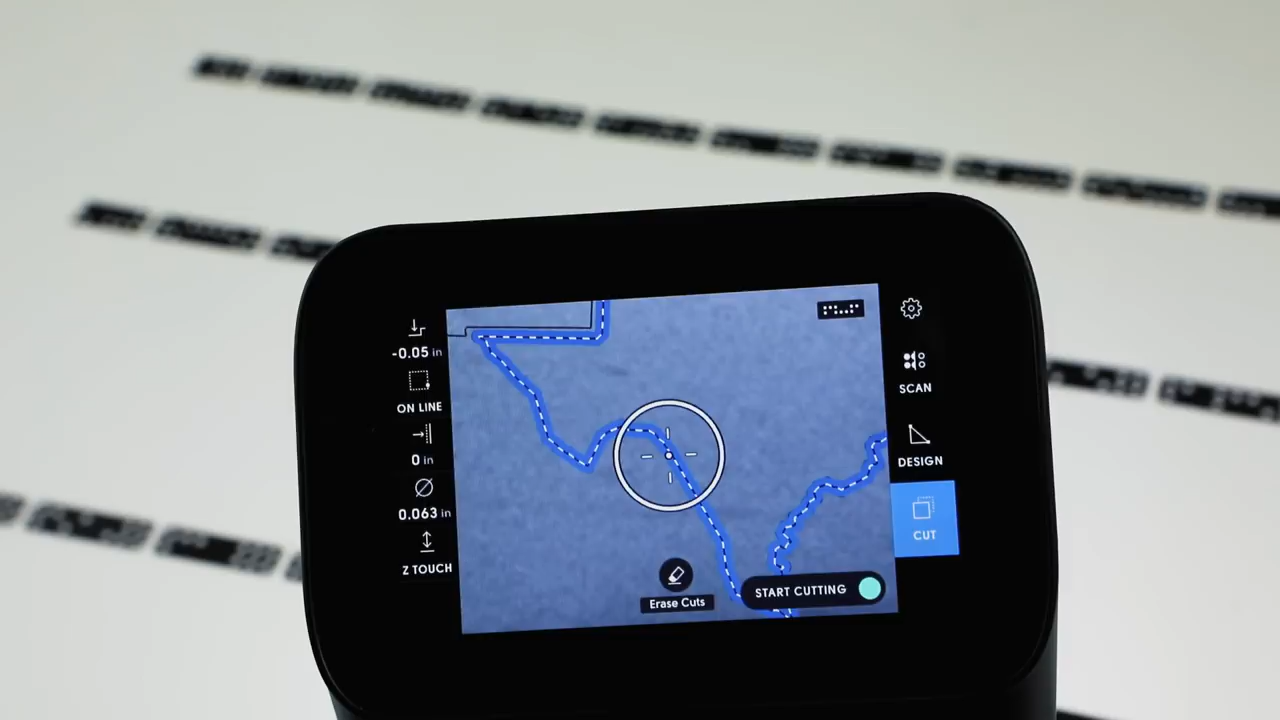 -0.05 in
ON LINE
0 in
0.063 in
Z TOUCH
Erase Cuts
START CUTTING
SCAN
DESIGN
CUT